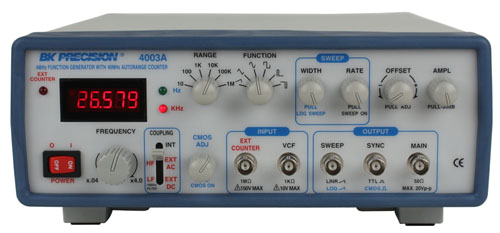 BK PRECISION® 4003A
4MHz FUNCTION GENERATOR WITH 60MHz AUTORANGE COUNTER
EXT COUNTER
26.579
Hz
KHz
RANGE
10 100 1K 10K 100K 1M
FUNCTION
SWEEP
WIDTH
PULL
LOG SWEEP
RATE
PULL
SWEEP ON
OFFSET
PULL ADJ
AMPL
PULL-20dB
O I
POWER
FREQUENCY
x.04 x4.0
COUPLING
INT
HF EXT AC
LF EXT DC
CMOS ADJ
CMOS ON
INPUT
EXT COUNTER
1MΩ
150V MAX
VCF
1KΩ
10V MAX
OUTPUT
SWEEP
LIN
LOG
SYNC
TTL
CMOS
MAIN
50Ω
MAX. 20Vp-p
CE